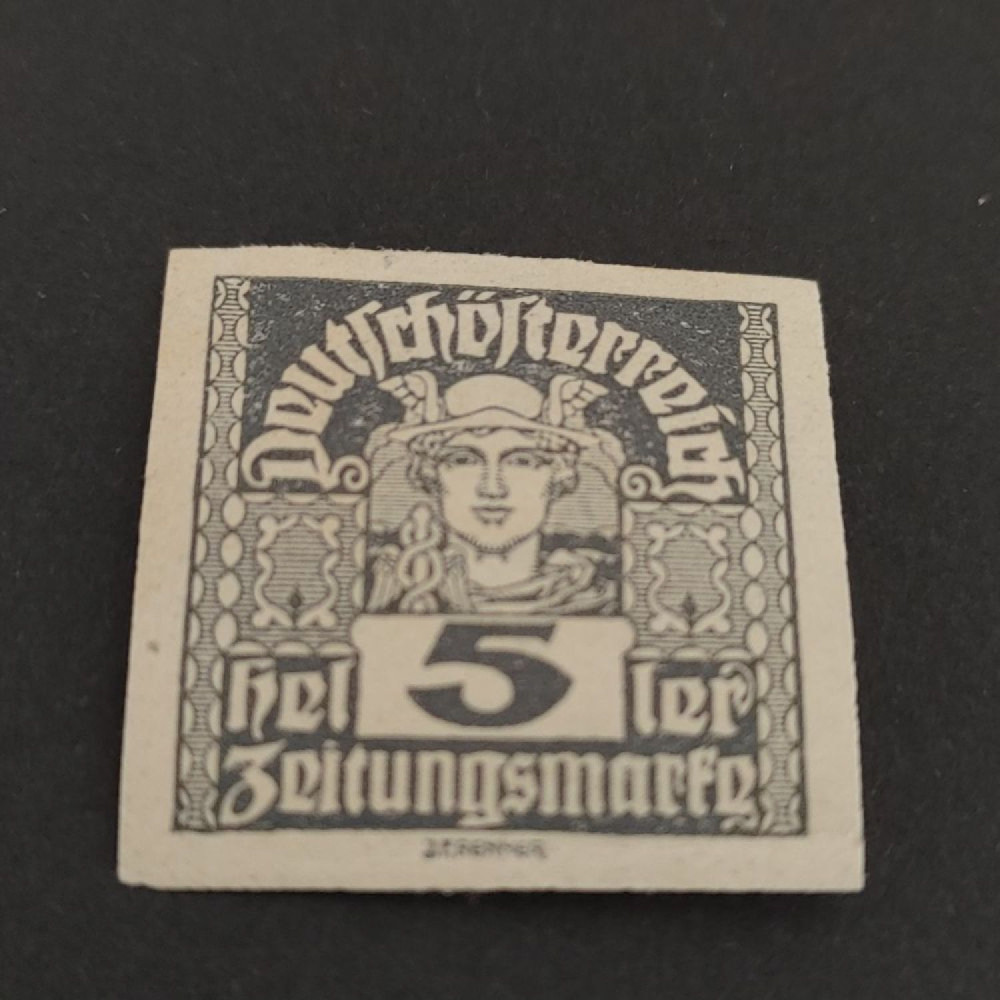 Deutschösterreich
5
heller
Zeitungsmarke